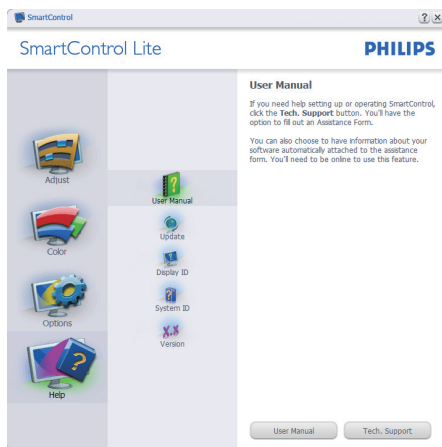 SmartControl
SmartControl Lite
PHILIPS
Adjust
Color
Options
Help
User Manual
Update
Display ID
System ID
X.X
Version
User Manual
If you need help setting up or operating SmartControl,
click the Tech. Support button. You'll have the
option to fill out an Assistance Form.
You can also choose to have information about your
software automatically attached to the assistance
form. You'll need to be online to use this feature.
User Manual
Tech. Support